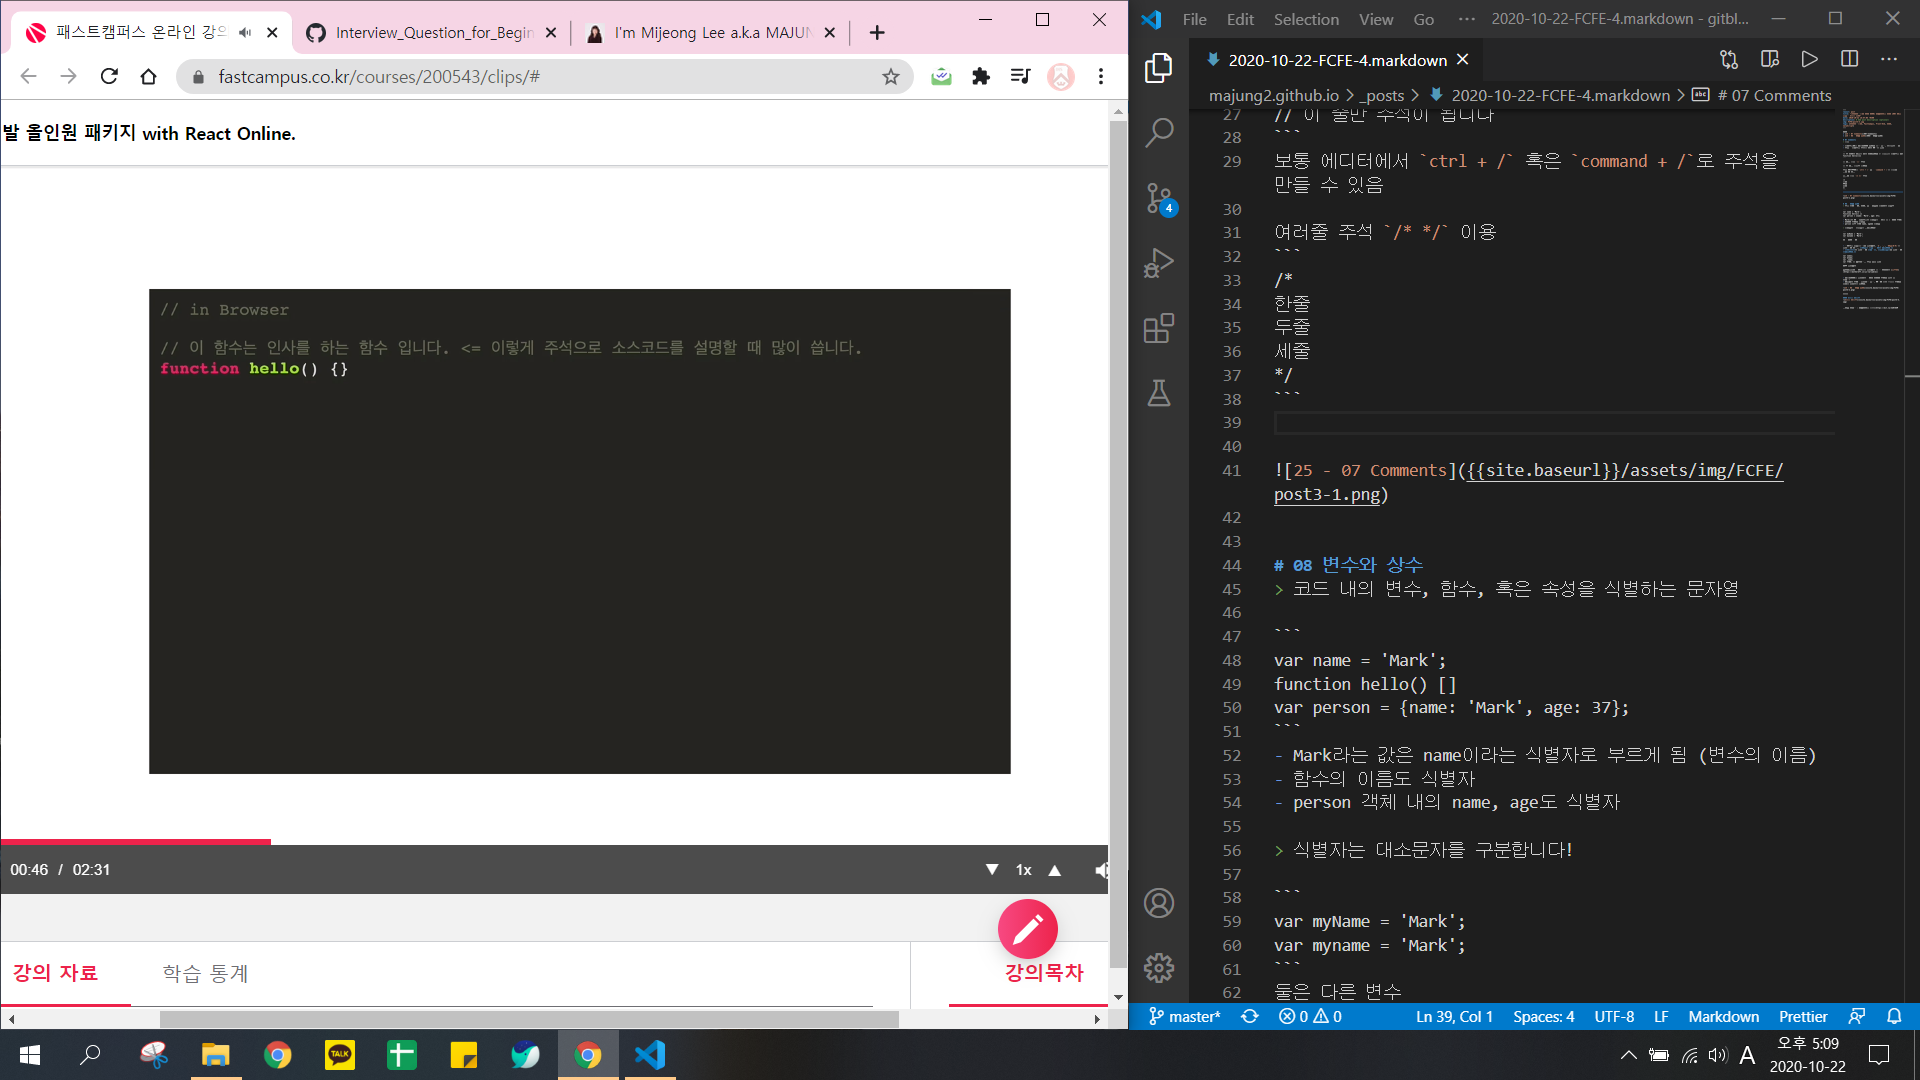 패스트캠퍼스 온라인 강의
Interview_Question_for_Begin
I'm Mijeong Lee a.k.a MAJUN
fastcampus.co.kr/courses/200543/clips/#
발 올인원 패키지 with React Online.
// in Browser
// 이 함수는 인사를 하는 함수 입니다. <= 이렇게 주석으로 소스코드를 설명할 때 많이 씁니다.
function hello() {}
00:46 / 02:31
1x
강의 자료
학습 통계
강의목차
File Edit Selection View Go ··· 2020-10-22-FCFE-4.markdown - gitbl...
2020-10-22-FCFE-4.markdown
majung2.github.io > _posts > 2020-10-22-FCFE-4.markdown > # 07 Comments
27 // 이 줄만 주석이 됩니다
28 ```
29 보통 에디터에서 `ctrl + /` 혹은 `command + /`로 주석을
만들 수 있음
30
31 여러줄 주석 `/* */` 이용
32 ```
33 /*
34 한줄
35 두줄
36 세줄
37 */
38 ```
39
40
41 ![25 - 07 Comments]({{site.baseurl}}/assets/img/FCFE/
post3-1.png)
42
43
44 # 08 변수와 상수
45 > 코드 내의 변수, 함수, 혹은 속성을 식별하는 문자열
46
47 ```
48 var name = 'Mark';
49 function hello() []
50 var person = {name: 'Mark', age: 37};
51 ```
52 - Mark라는 값은 name이라는 식별자로 부르게 됨 (변수의 이름)
53 - 함수의 이름도 식별자
54 - person 객체 내의 name, age도 식별자
55
56 > 식별자는 대소문자를 구분합니다!
57
58 ```
59 var myName = 'Mark';
60 var myname = 'Mark';
61 ```
62 둘은 다른 변수
4
master* 0 0 Ln 39, Col 1 Spaces: 4 UTF-8 LF Markdown Prettier
TALK
A
오후 5:09
2020-10-22